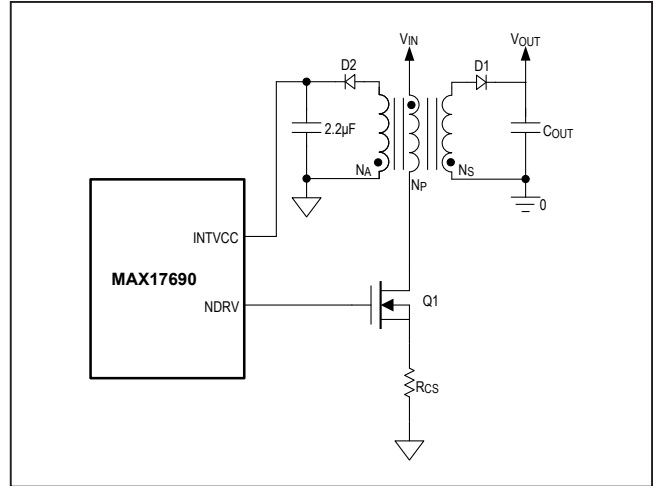 VIN
VOUT
D2
D1
2.2µF
COUT
NA
NP
NS
0
INTVCC
MAX17690
NDRV
Q1
RCS